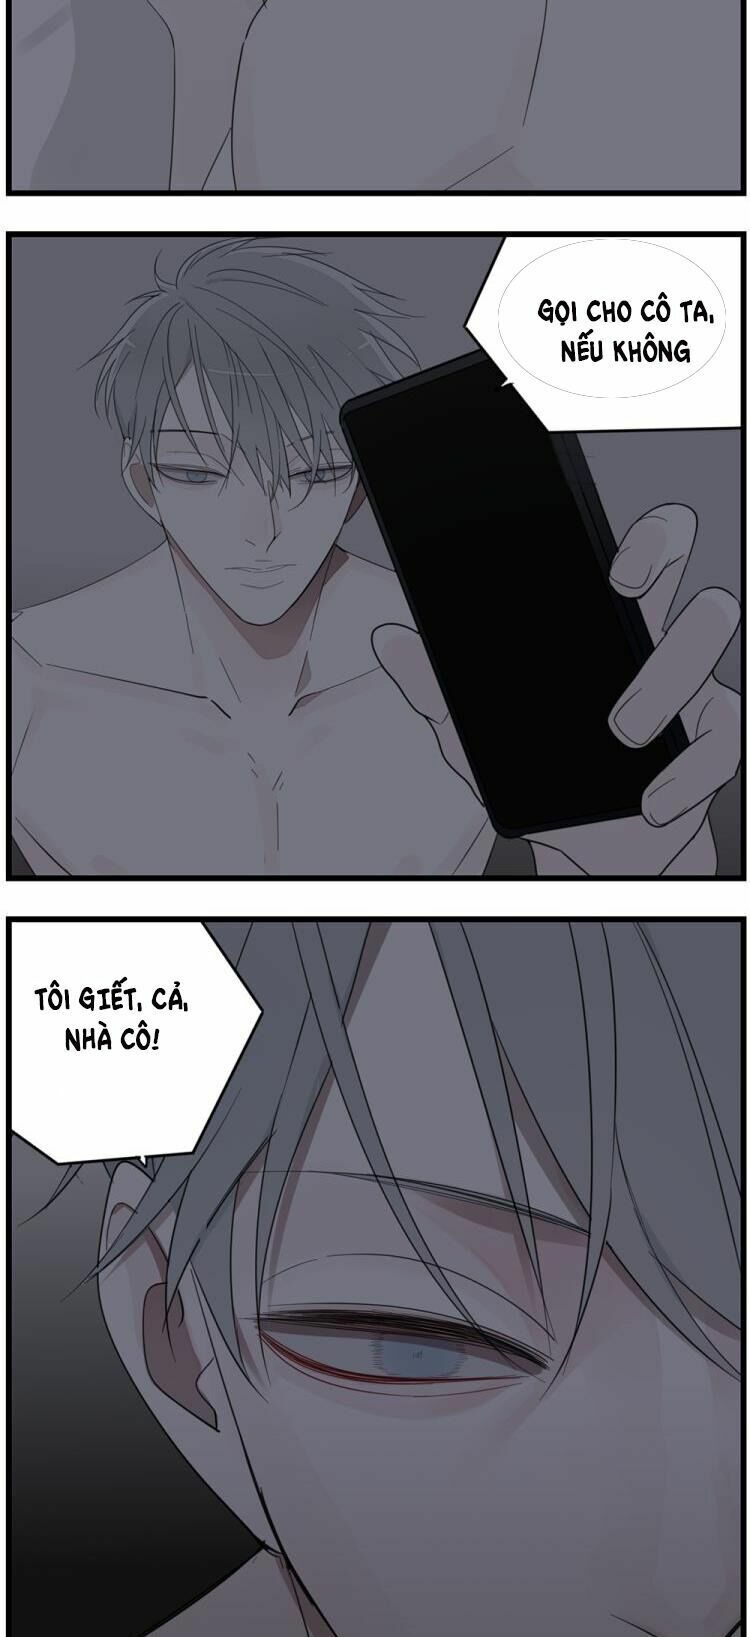 GỌI CHO CÔ TA,
NẾU KHÔNG
TÔI GIẾT, CẢ,
NHÀ CÔ!